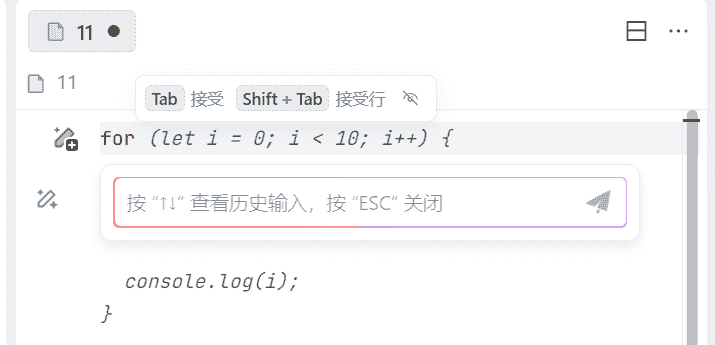 11
11
Tab 接受 Shift + Tab 接受行
for (let i = 0; i < 10; i++) {
按 “↑↓” 查看历史输入，按 “ESC” 关闭
console.log(i);
}